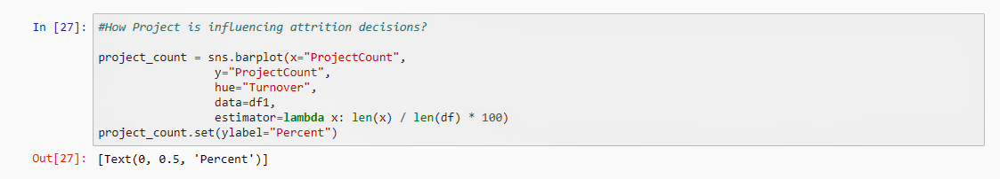 In [27]: #How Project is influencing attrition decisions?
project_count = sns.barplot(x="ProjectCount",
y="ProjectCount",
hue="Turnover",
data=df1,
estimator=lambda x: len(x) / len(df) * 100)
project_count.set(ylabel="Percent")
Out[27]: [Text(0, 0.5, 'Percent')]